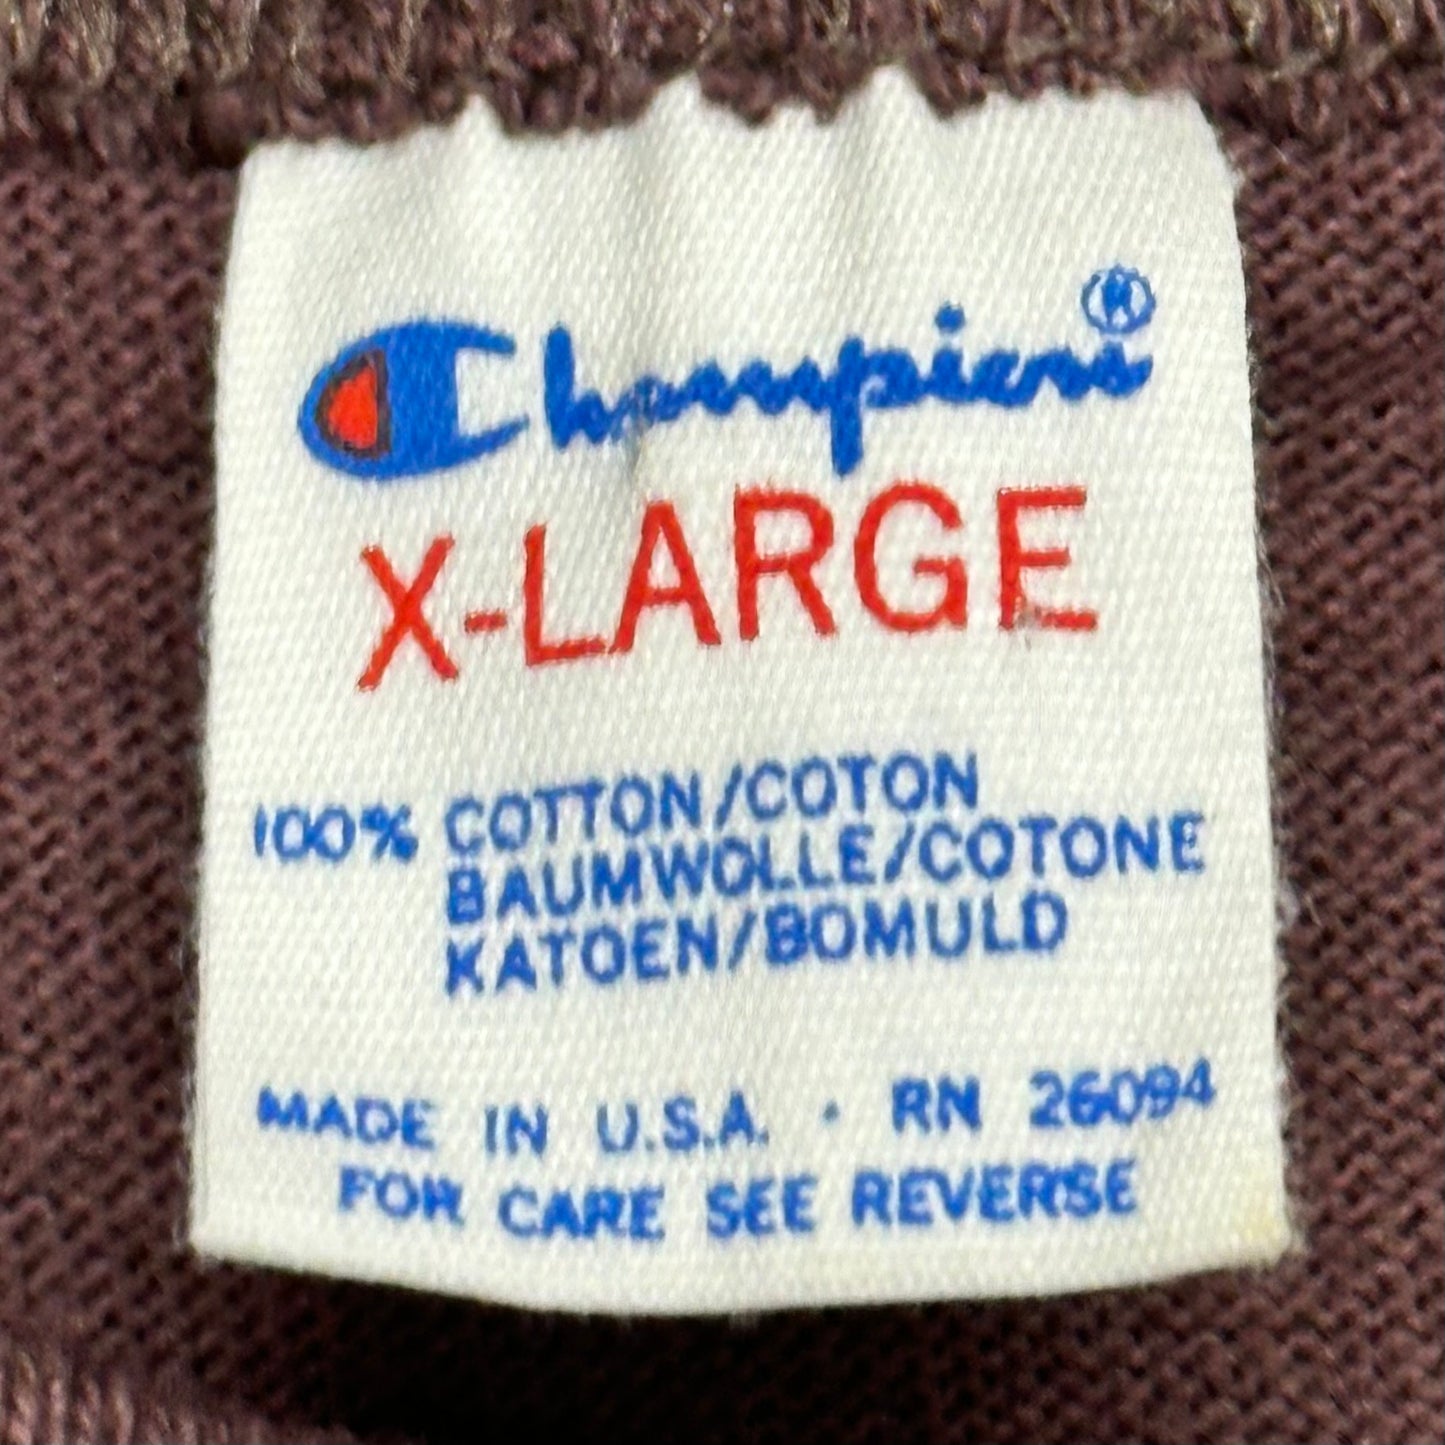 Champion®
X-LARGE
100% COTTON/COTON
BAUMWOLLE/COTONE
KATOEN/BOMULD
MADE IN U.S.A. · RN 26094
FOR CARE SEE REVERSE